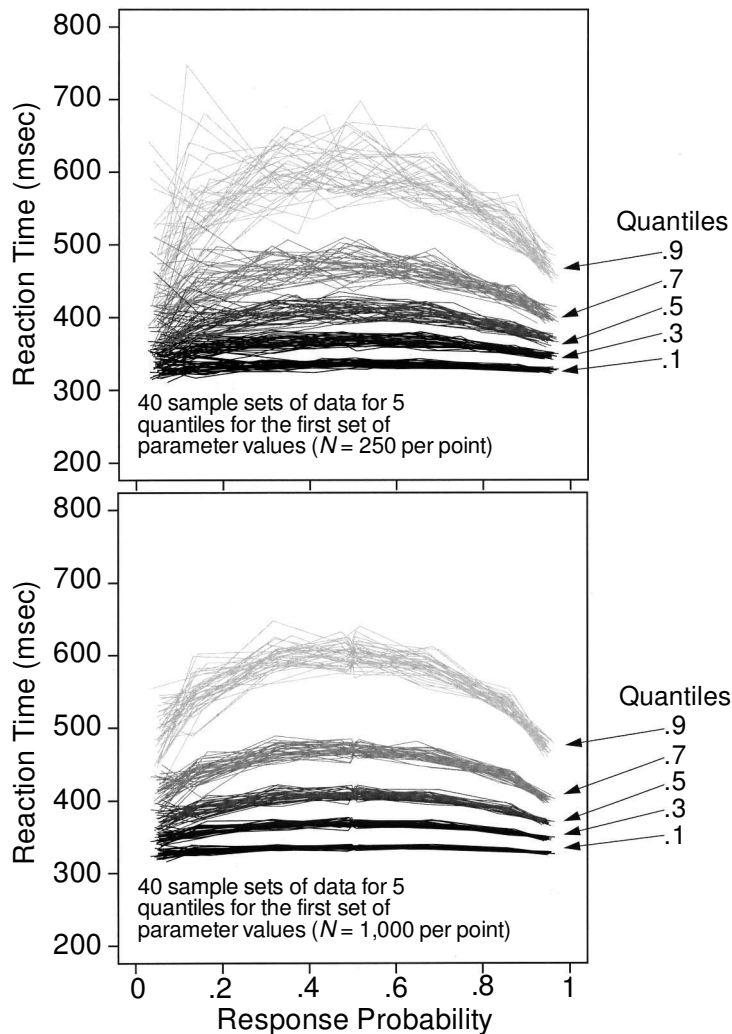 800
700
600
500
400
300
200
Reaction Time (msec)
Quantiles
.9
.7
.5
.3
.1
40 sample sets of data for 5
quantiles for the first set of
parameter values (N = 250 per point)
800
700
600
500
400
300
200
Reaction Time (msec)
Quantiles
.9
.7
.5
.3
.1
40 sample sets of data for 5
quantiles for the first set of
parameter values (N = 1,000 per point)
0 .2 .4 .6 .8 1
Response Probability